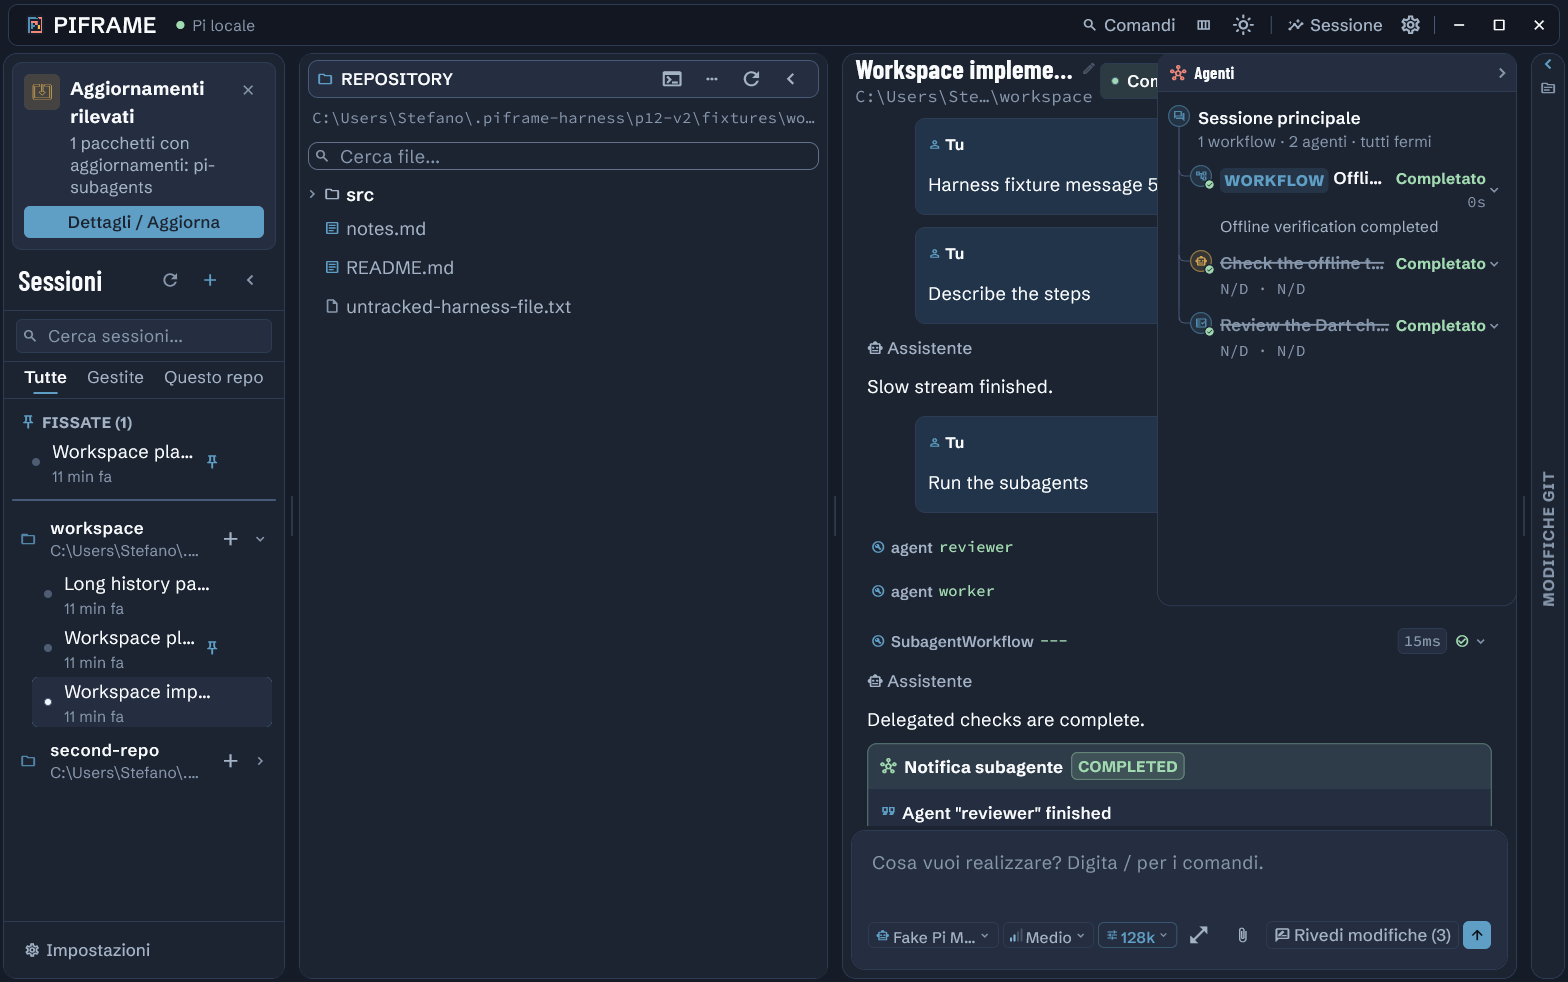 PIFRAME
Pi locale
Comandi
Sessione
Aggiornamenti
rilevati
1 pacchetti con
aggiornamenti: pi-
subagents
Dettagli / Aggiorna
Sessioni
Cerca sessioni...
Tutte
Gestite
Questo repo
FISSATE (1)
Workspace pla...
11 min fa
workspace
C:\Users\Stefano\....
Long history pa...
11 min fa
Workspace pl...
11 min fa
Workspace imp...
11 min fa
second-repo
C:\Users\Stefano\....
Impostazioni
REPOSITORY
C:\Users\Stefano\.piframe-harness\p12-v2\fixtures\wo...
Cerca file...
src
notes.md
README.md
untracked-harness-file.txt
Workspace impleme...
C:\Users\Ste…\workspace
Tu
Harness fixture message 5
Tu
Describe the steps
Assistente
Slow stream finished.
Tu
Run the subagents
agent reviewer
agent worker
SubagentWorkflow ---
15ms
Assistente
Delegated checks are complete.
Notifica subagente COMPLETED
Agent "reviewer" finished
Cosa vuoi realizzare? Digita / per i comandi.
Fake Pi M...
Medio
128k
Rivedi modifiche (3)
Agenti
Sessione principale
1 workflow · 2 agenti · tutti fermi
WORKFLOW Offli... Completato
0s
Offline verification completed
Check the offline t... Completato
N/D · N/D
Review the Dart ch... Completato
N/D · N/D
MODIFICHE GIT